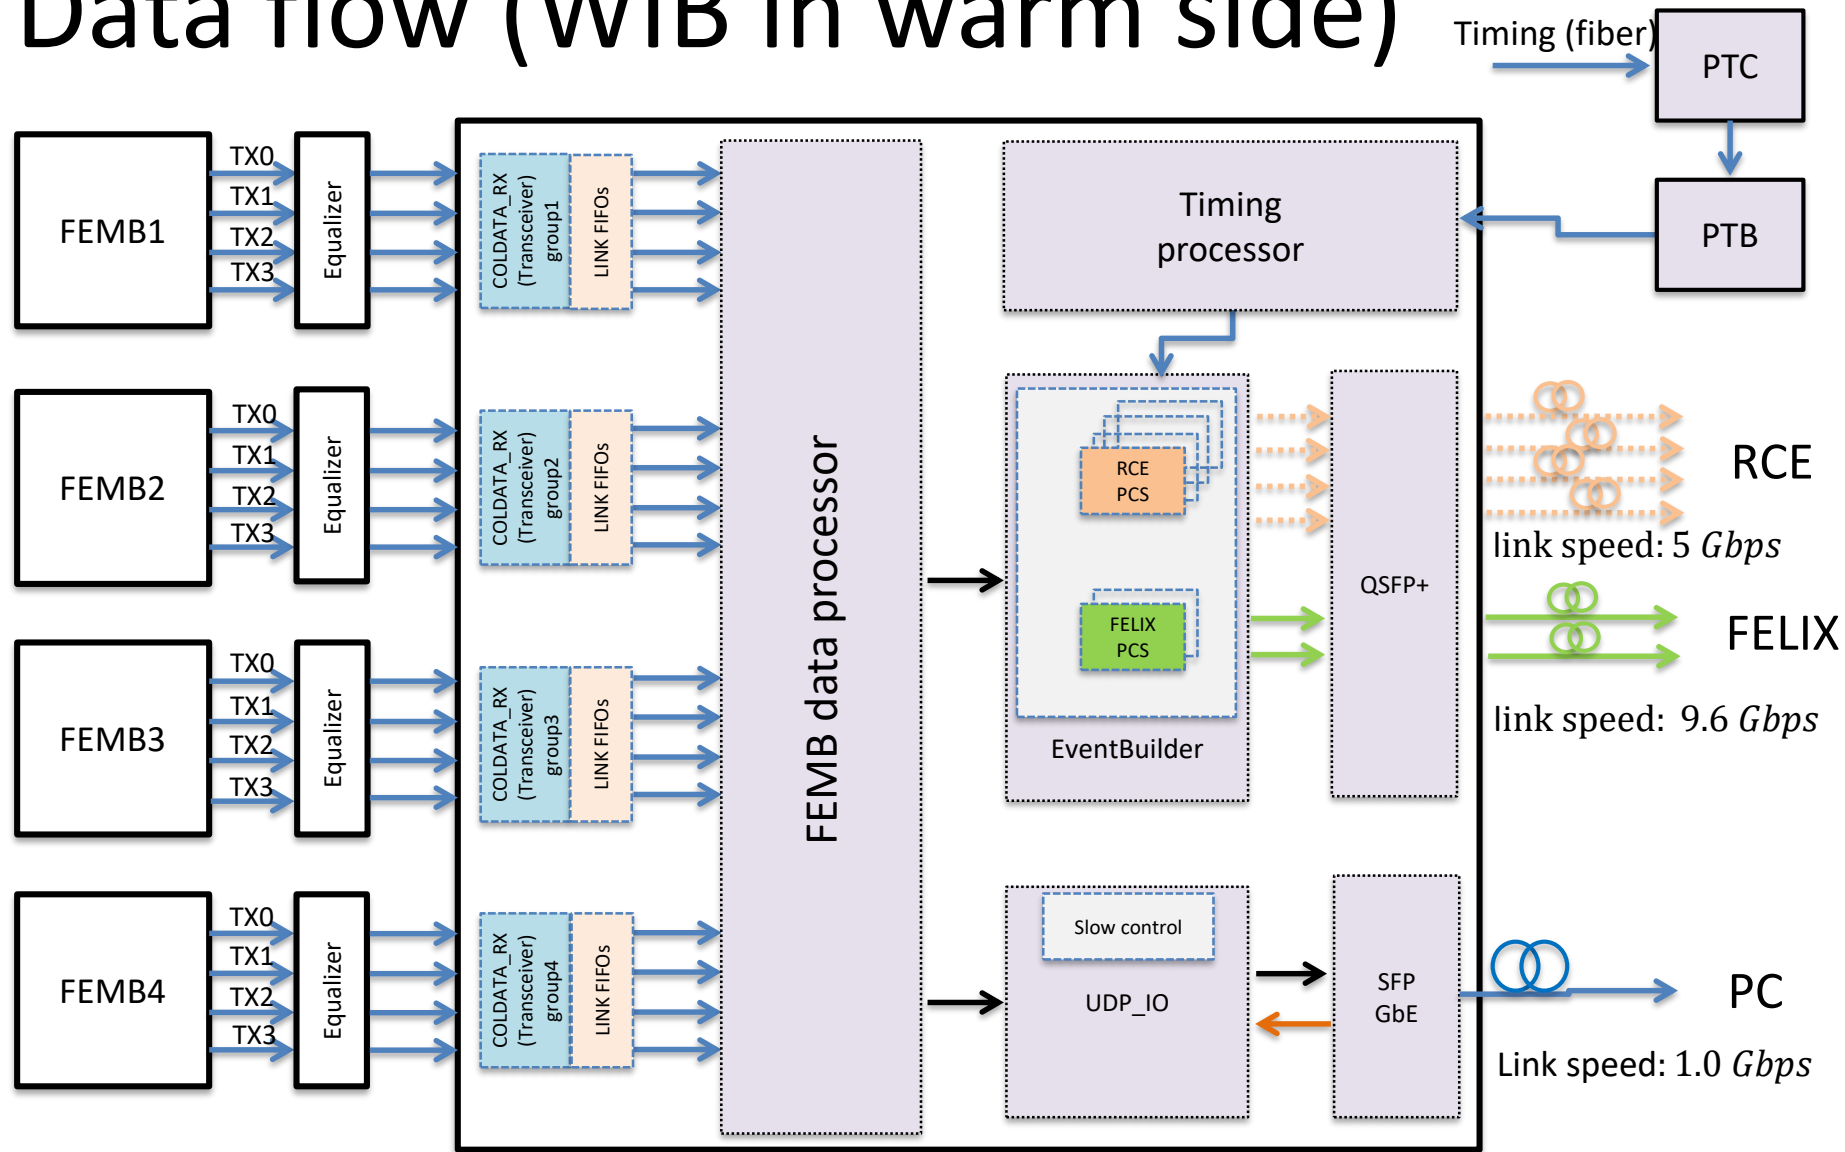 Data flow (WIB in warm side)
Timing (fiber)
PTC
PTB
FEMB1
TX0
TX1
TX2
TX3
Equalizer
COLDATA_RX
(Transceiver)
group1
LINK FIFOs
FEMB2
TX0
TX1
TX2
TX3
Equalizer
COLDATA_RX
(Transceiver)
group2
LINK FIFOs
FEMB3
TX0
TX1
TX2
TX3
Equalizer
COLDATA_RX
(Transceiver)
group3
LINK FIFOs
FEMB4
TX0
TX1
TX2
TX3
Equalizer
COLDATA_RX
(Transceiver)
group4
LINK FIFOs
FEMB data processor
Timing
processor
RCE
PCS
FELIX
PCS
EventBuilder
QSFP+
RCE
link speed: 5 Gbps
FELIX
link speed: 9.6 Gbps
Slow control
UDP_IO
SFP
GbE
PC
Link speed: 1.0 Gbps